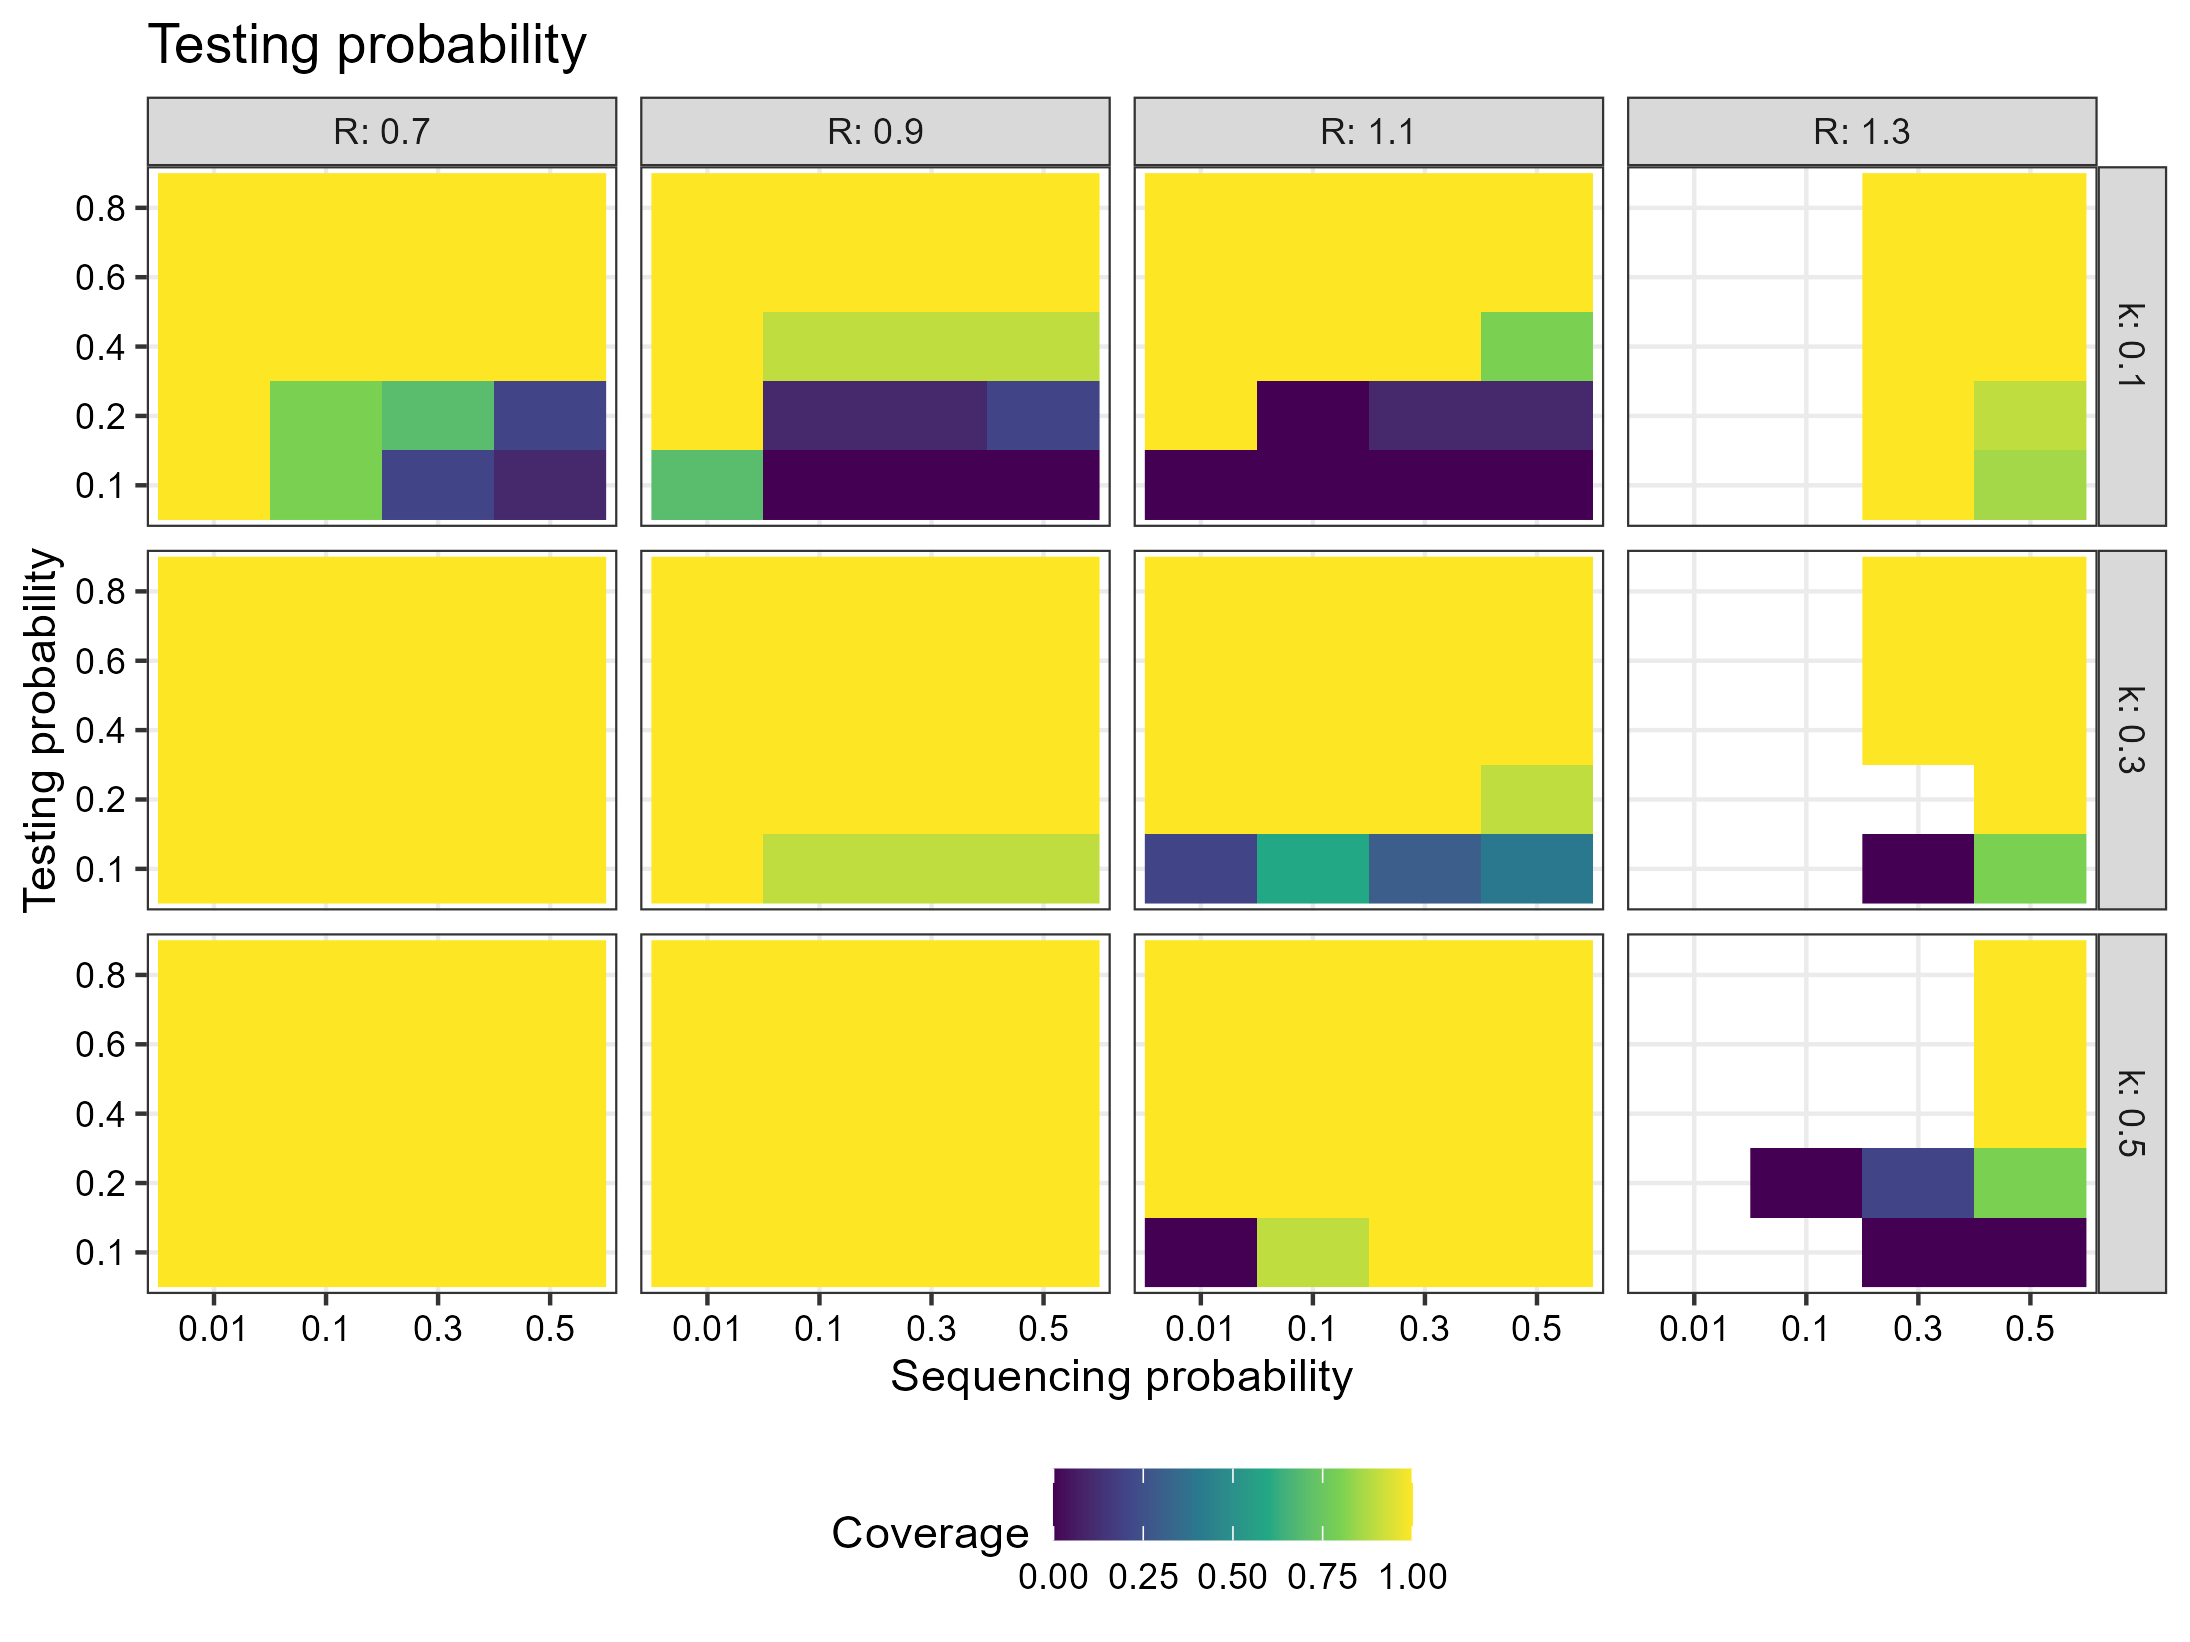 Testing probability
R: 0.7 R: 0.9 R: 1.1 R: 1.3
k: 0.1
0.8
0.6
0.4
0.2
0.1
Testing probability
k: 0.3
0.8
0.6
0.4
0.2
0.1
k: 0.5
0.8
0.6
0.4
0.2
0.1
0.01 0.1 0.3 0.5 0.01 0.1 0.3 0.5 0.01 0.1 0.3 0.5 0.01 0.1 0.3 0.5
Sequencing probability
Coverage
0.00 0.25 0.50 0.75 1.00